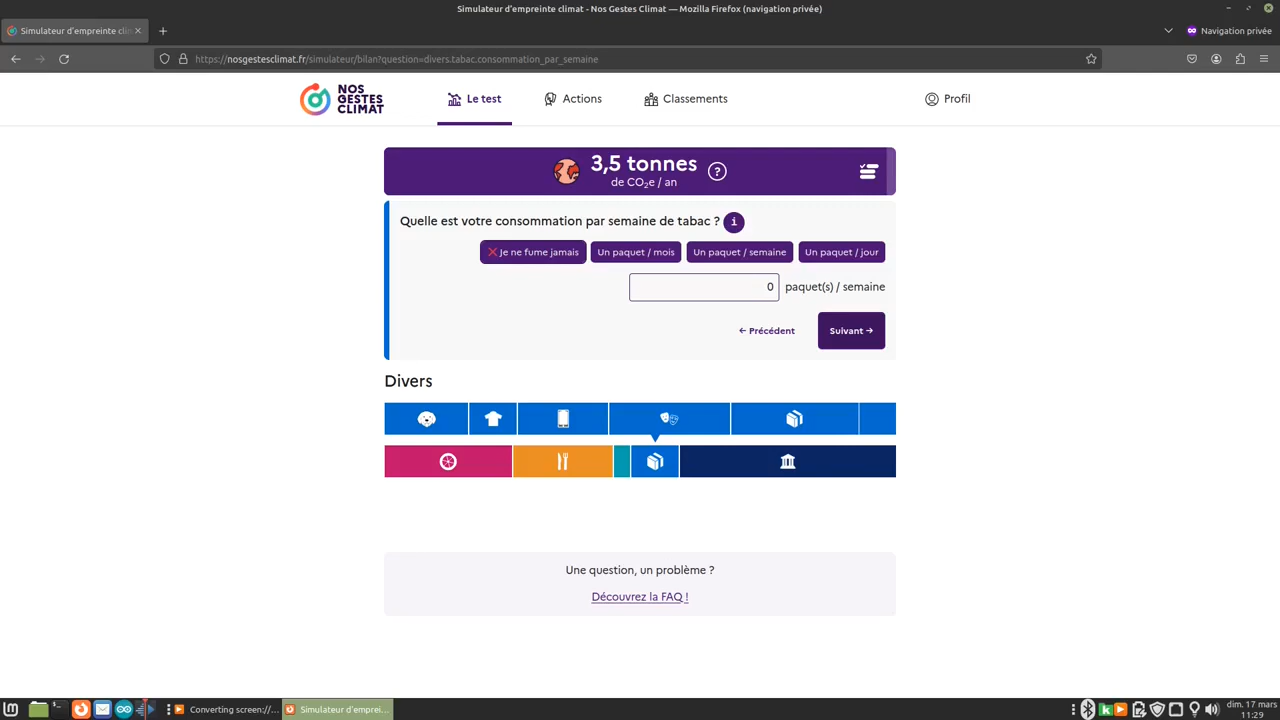 Simulateur d'empreinte climat - Nos Gestes Climat — Mozilla Firefox (navigation privée)
Simulateur d'empreinte clim
Navigation privée
https://nosgestesclimat.fr/simulateur/bilan?question=divers.tabac.consommation_par_semaine
NOS
GESTES
CLIMAT
Le test
Actions
Classements
Profil
3,5 tonnes
?
de CO₂e / an
Quelle est votre consommation par semaine de tabac ? i
❌Je ne fume jamais
Un paquet / mois
Un paquet / semaine
Un paquet / jour
0
paquet(s) / semaine
← Précédent
Suivant →
Divers
Une question, un problème ?
Découvrez la FAQ !
Converting screen://...
Simulateur d'emprei...
dim. 17 mars
11:29